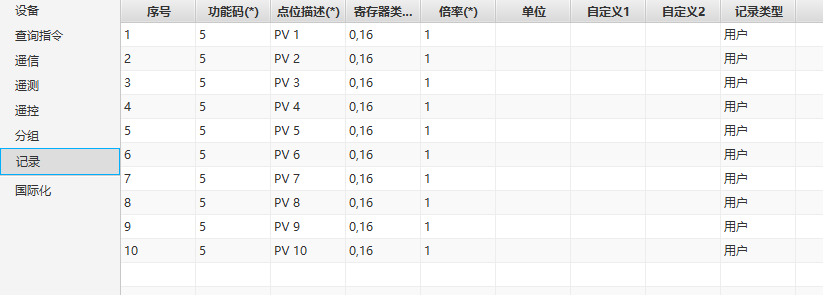 设备
查询指令
遥信
遥测
遥控
分组
记录
国际化
序号 功能码(*) 点位描述(*) 寄存器类... 倍率(*) 单位 自定义1 自定义2 记录类型
1 5 PV 1 0,16 1 用户
2 5 PV 2 0,16 1 用户
3 5 PV 3 0,16 1 用户
4 5 PV 4 0,16 1 用户
5 5 PV 5 0,16 1 用户
6 5 PV 6 0,16 1 用户
7 5 PV 7 0,16 1 用户
8 5 PV 8 0,16 1 用户
9 5 PV 9 0,16 1 用户
10 5 PV 10 0,16 1 用户